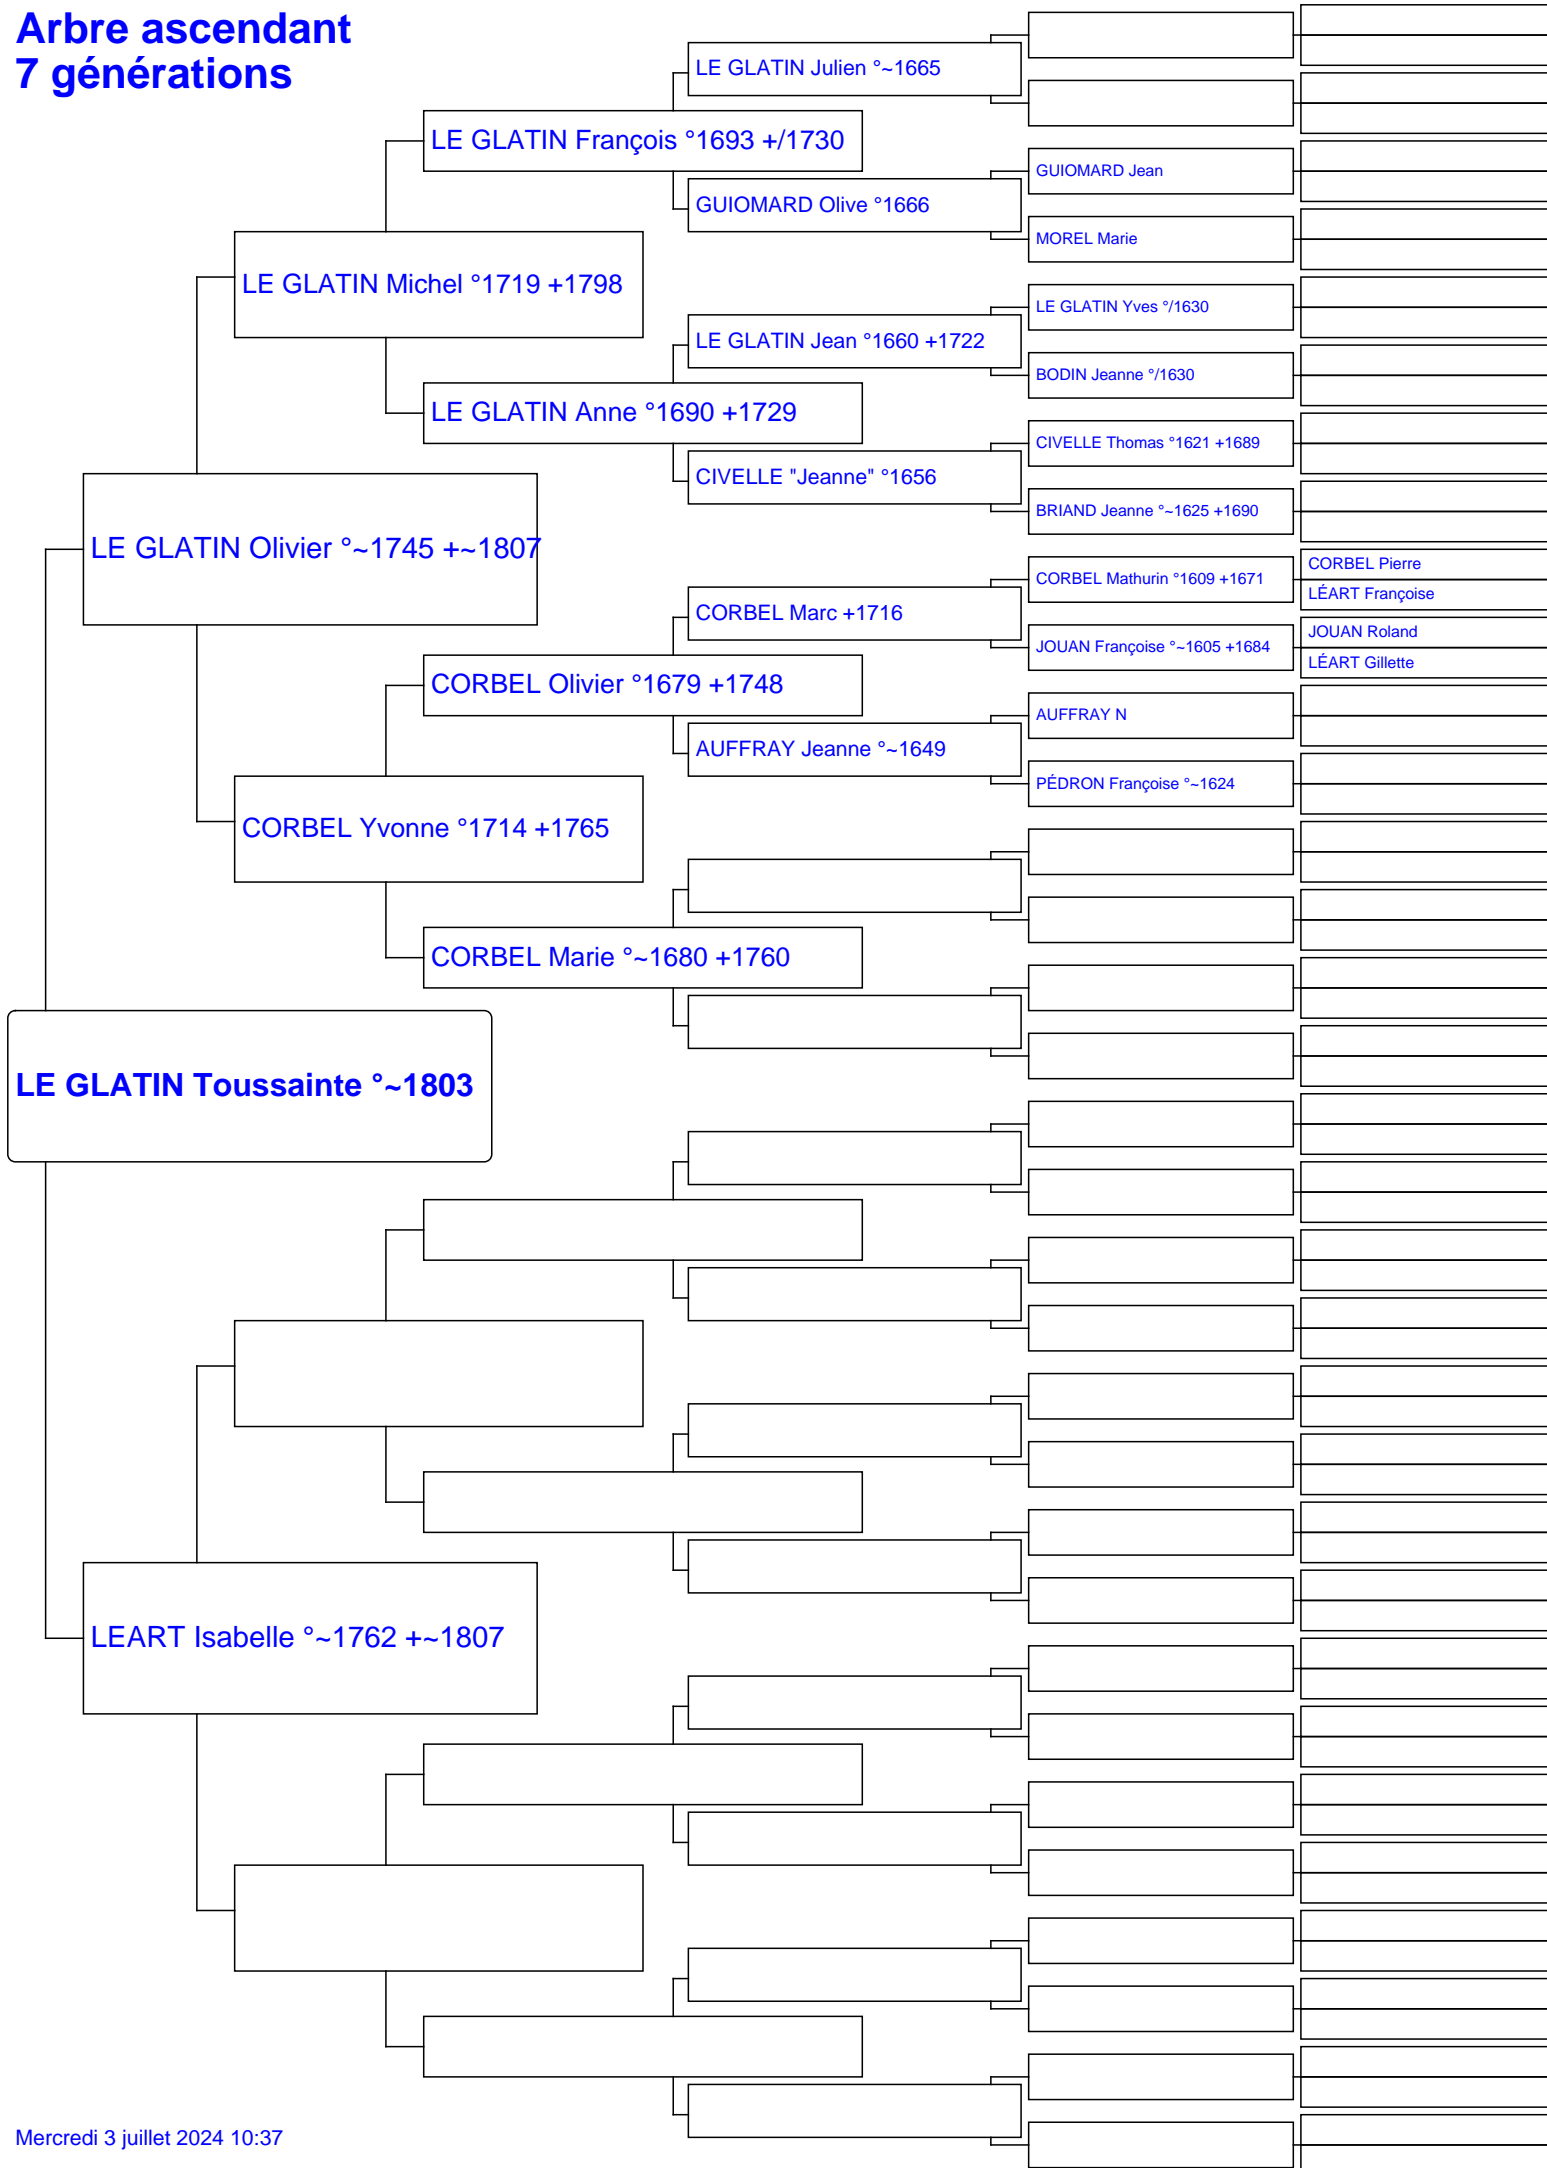 Arbre ascendant
7 générations
LE GLATIN Julien °~1665
LE GLATIN François °1693 +/1730
GUIOMARD Jean
GUIOMARD Olive °1666
MOREL Marie
LE GLATIN Michel °1719 +1798
LE GLATIN Yves °/1630
LE GLATIN Jean °1660 +1722
BODIN Jeanne °/1630
LE GLATIN Anne °1690 +1729
CIVELLE Thomas °1621 +1689
CIVELLE "Jeanne" °1656
BRIAND Jeanne °~1625 +1690
LE GLATIN Olivier °~1745 +~1807
CORBEL Pierre
CORBEL Mathurin °1609 +1671
LÉART Françoise
CORBEL Marc +1716
JOUAN Roland
JOUAN Françoise °~1605 +1684
LÉART Gillette
CORBEL Olivier °1679 +1748
AUFFRAY N
AUFFRAY Jeanne °~1649
PÉDRON Françoise °~1624
CORBEL Yvonne °1714 +1765
CORBEL Marie °~1680 +1760
LE GLATIN Toussainte °~1803
LEART Isabelle °~1762 +~1807
Mercredi 3 juillet 2024 10:37